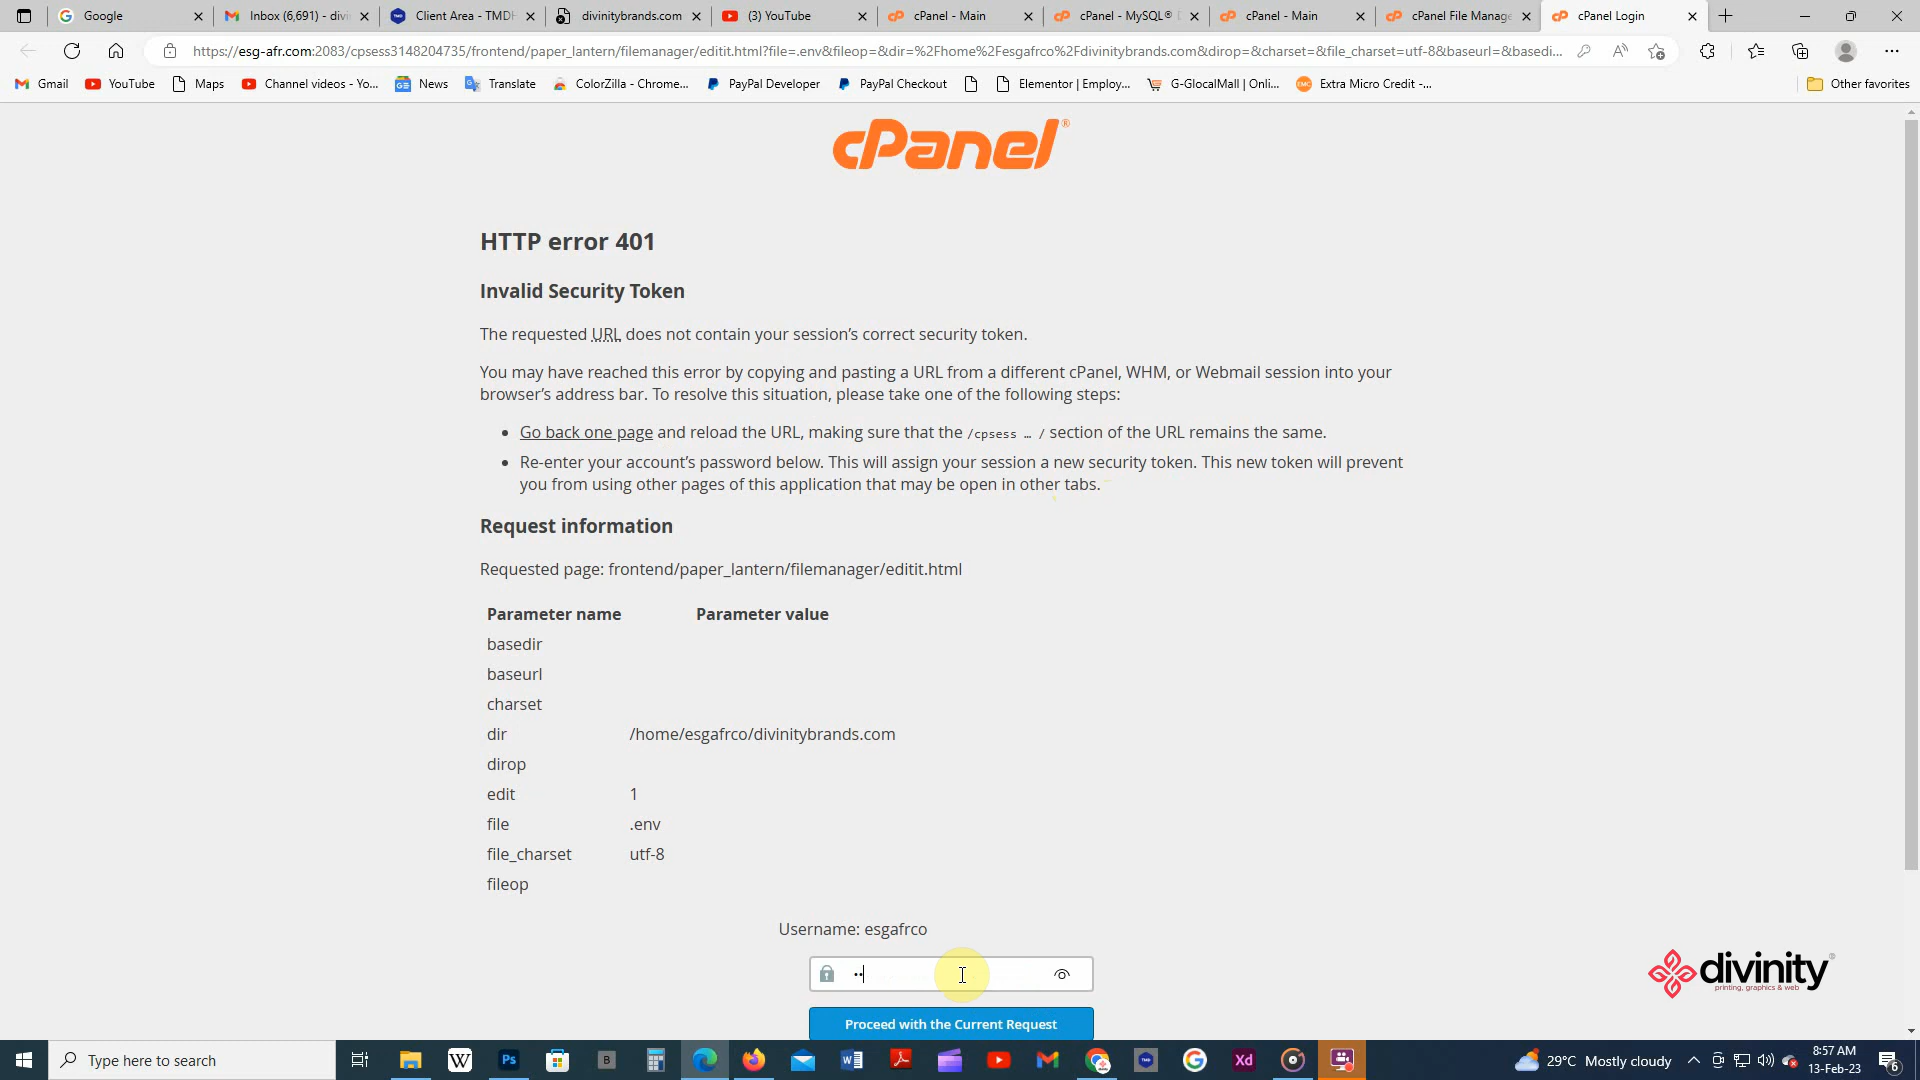 Google
Inbox (6,691) - divi
Client Area - TMDH
divinitybrands.com
(3) YouTube
cPanel - Main
cPanel - MySQL® D
cPanel - Main
cPanel File Manage
cPanel Login
https://esg-afr.com:2083/cpsess3148204735/frontend/paper_lantern/filemanager/editit.html?file=.env&fileop=&dir=%2Fhome%2Fesgafrco%2Fdivinitybrands.com&dirop=&charset=&file_charset=utf-8&baseurl=&basedi...
Gmail
YouTube
Maps
Channel videos - Yo...
News
Translate
ColorZilla - Chrome...
PayPal Developer
PayPal Checkout
Elementor | Employ...
G-GlocalMall | Onli...
Extra Micro Credit -...
Other favorites
cPanel®
HTTP error 401
Invalid Security Token
The requested URL does not contain your session’s correct security token.
You may have reached this error by copying and pasting a URL from a different cPanel, WHM, or Webmail session into your
browser’s address bar. To resolve this situation, please take one of the following steps:
• Go back one page and reload the URL, making sure that the /cpsess … / section of the URL remains the same.
• Re-enter your account’s password below. This will assign your session a new security token. This new token will prevent
you from using other pages of this application that may be open in other tabs.
Request information
Requested page: frontend/paper_lantern/filemanager/editit.html
Parameter name Parameter value
basedir
baseurl
charset
dir /home/esgafrco/divinitybrands.com
dirop
edit 1
file .env
file_charset utf-8
fileop
Username: esgafrco
Proceed with the Current Request
divinity®
printing, graphics & web
Type here to search
29°C Mostly cloudy
8:57 AM
13-Feb-23
6